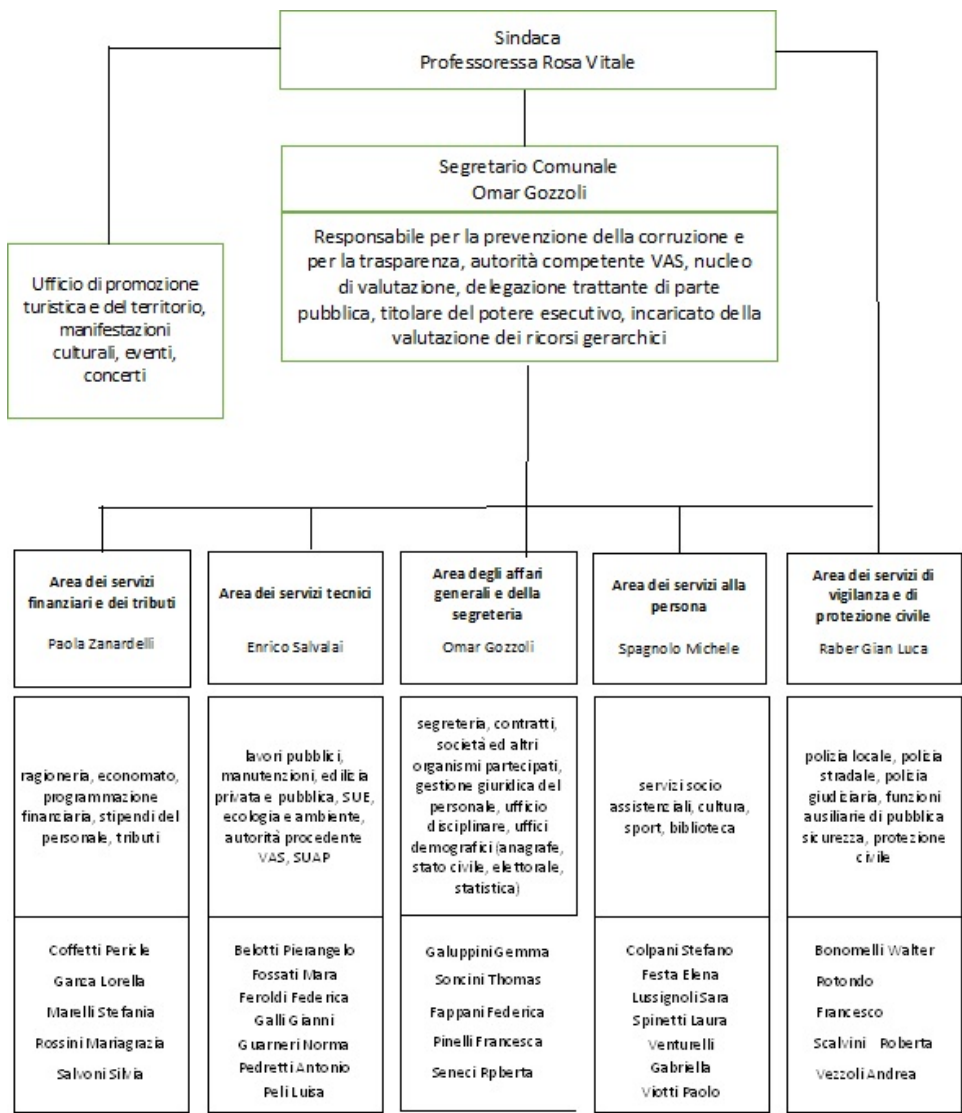 Sindaca
Professoressa Rosa Vitale
Segretario Comunale
Omar Gozzoli
Responsabile per la prevenzione della corruzione e
per la trasparenza, autorità competente VAS, nucleo
di valutazione, delegazione trattante di parte
pubblica, titolare del potere esecutivo, incaricato della
valutazione dei ricorsi gerarchici
Ufficio di promozione
turistica e del territorio,
manifestazioni
culturali, eventi,
concerti
Area dei servizi
finanziari e dei tributi
Paola Zanardelli
Area dei servizi tecnici
Enrico Salvalai
Area degli affari
generali e della
segreteria
Omar Gozzoli
Area dei servizi alla
persona
Spagnolo Michele
Area dei servizi di
vigilanza e di
protezione civile
Raber Gian Luca
ragioneria, economato,
programmazione
finanziaria, stipendi del
personale, tributi
lavori pubblici,
manutenzioni, edilizia
privata e pubblica, SUE,
ecologia e ambiente,
autorità procedente
VAS, SUAP
segreteria, contratti,
società ed altri
organismi partecipati,
gestione giuridica del
personale, ufficio
disciplinare, uffici
demografici (anagrafe,
stato civile, elettorale,
statistica)
servizi socio
assistenziali, cultura,
sport, biblioteca
polizia locale, polizia
stradale, polizia
giudiziaria, funzioni
ausiliarie di pubblica
sicurezza, protezione
civile
Coffetti Pericle
Ganza Lorella
Marelli Stefania
Rossini Mariagrazia
Salvoni Silvia
Belotti Pierangelo
Fossati Mara
Feroldi Federica
Galli Gianni
Guarneri Norma
Pedretti Antonio
Peli Luisa
Galuppini Gemma
Soncini Thomas
Fappani Federica
Pinelli Francesca
Seneci Rpberta
Colpani Stefano
Festa Elena
Lussignoli Sara
Spinetti Laura
Venturelli
Gabriella
Viotti Paolo
Bonomelli Walter
Rotondo
Francesco
Scalvini Roberta
Vezzoli Andrea